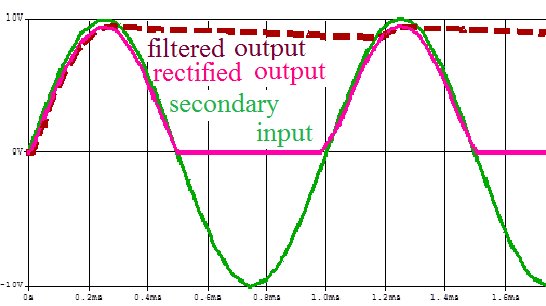 10V
filtered output
rectified output
secondary
input
0V
-10V
0s 0.2ms 0.4ms 0.6ms 0.8ms 1.0ms 1.2ms 1.4ms 1.6ms